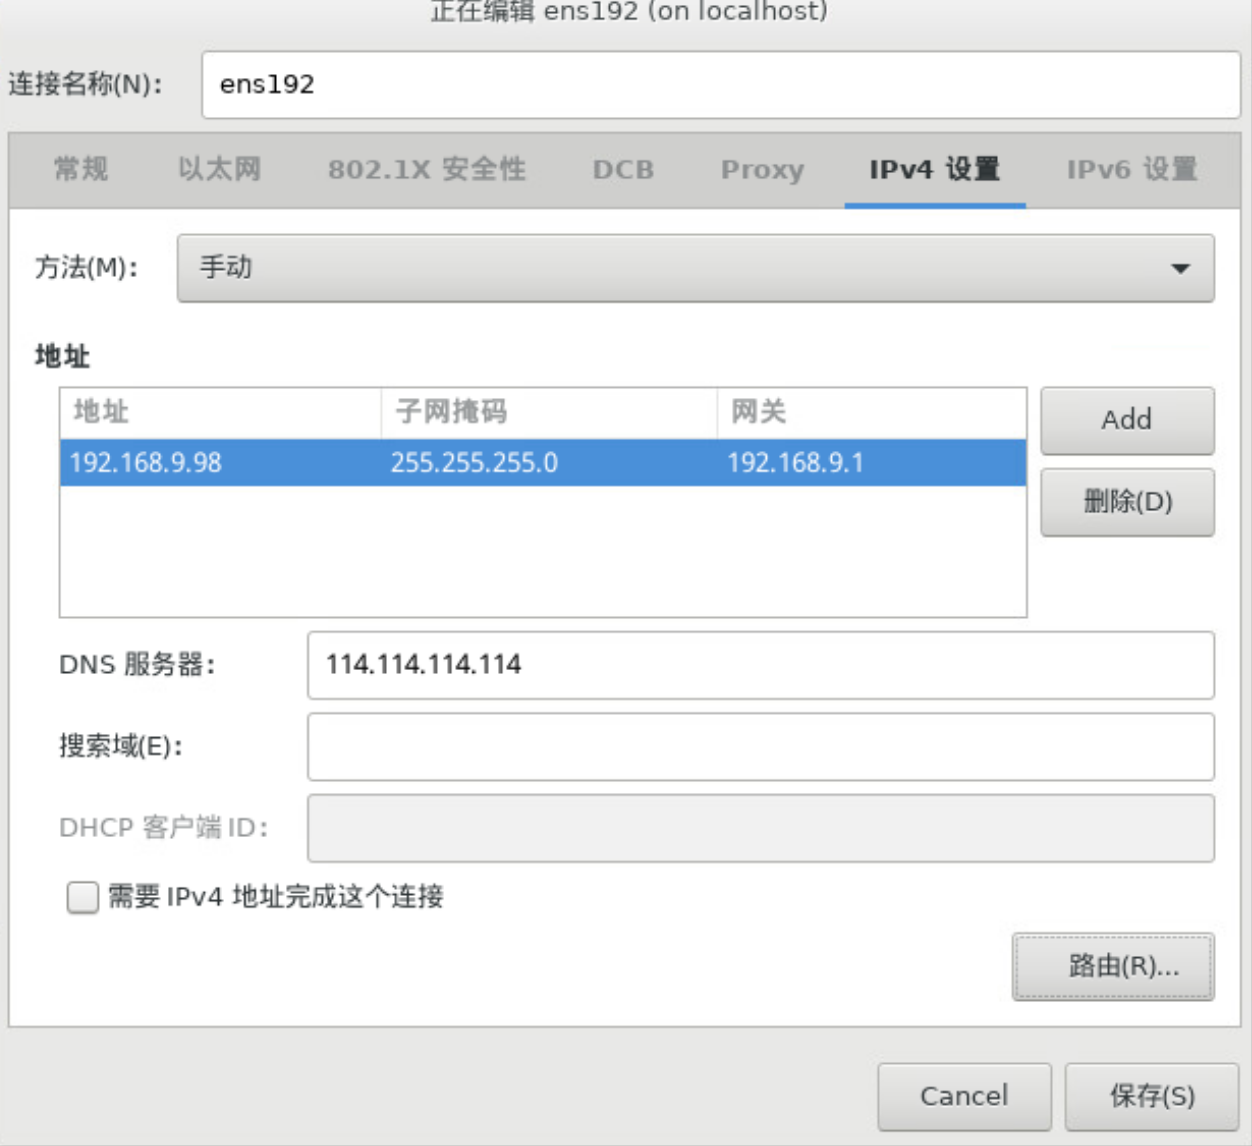 正在编辑 ens192 (on localhost)
连接名称(N): ens192
常规 以太网 802.1X 安全性 DCB Proxy IPv4 设置 IPv6 设置
方法(M): 手动
地址
地址 子网掩码 网关
Add
192.168.9.98 255.255.255.0 192.168.9.1
删除(D)
DNS 服务器: 114.114.114.114
搜索域(E):
DHCP 客户端 ID:
需要 IPv4 地址完成这个连接
路由(R)...
Cancel 保存(S)